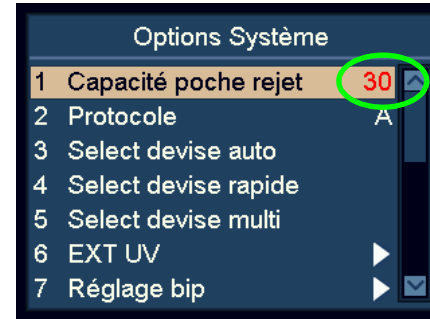 Options Système
1 Capacité poche rejet 30
2 Protocole A
3 Select devise auto
4 Select devise rapide
5 Select devise multi
6 EXT UV
7 Réglage bip